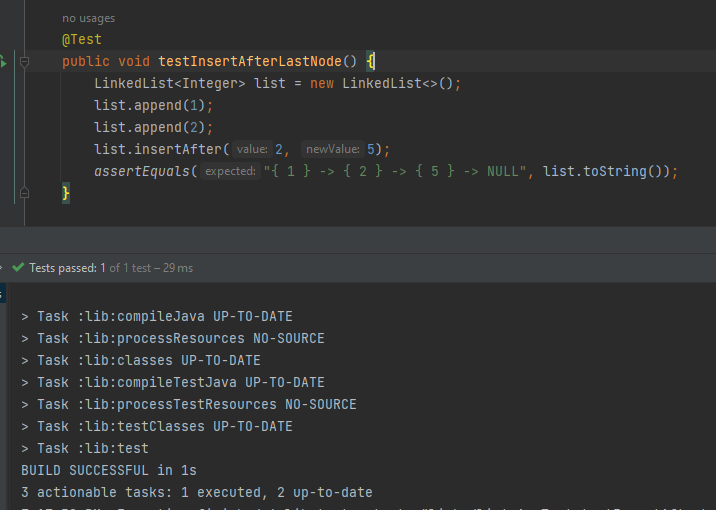 no usages
@Test
public void testInsertAfterLastNode() {
LinkedList<Integer> list = new LinkedList<>();
list.append(1);
list.append(2);
list.insertAfter( value: 2, newValue: 5);
assertEquals( expected: "{ 1 } -> { 2 } -> { 5 } -> NULL", list.toString());
}
Tests passed: 1 of 1 test – 29 ms
> Task :lib:compileJava UP-TO-DATE
> Task :lib:processResources NO-SOURCE
> Task :lib:classes UP-TO-DATE
> Task :lib:compileTestJava UP-TO-DATE
> Task :lib:processTestResources NO-SOURCE
> Task :lib:testClasses UP-TO-DATE
> Task :lib:test
BUILD SUCCESSFUL in 1s
3 actionable tasks: 1 executed, 2 up-to-date